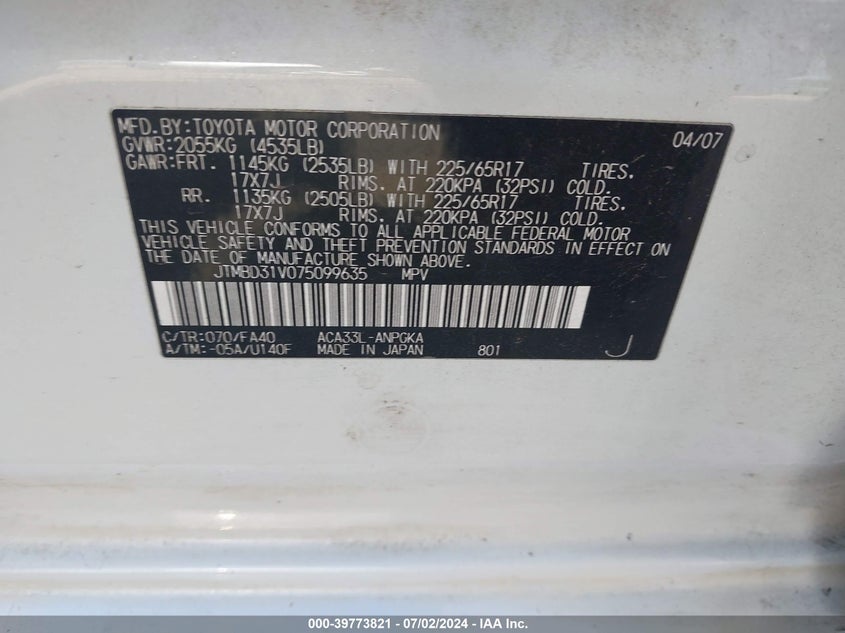 MFD.BY:TOYOTA MOTOR CORPORATION 04/07
GVWR:2055KG (4535LB)
GAWR:FRT. 1145KG (2535LB) WITH 225/65R17 TIRES.
17X7J RIMS. AT 220KPA (32PSI) COLD.
RR. 1135KG (2505LB) WITH 225/65R17 TIRES.
17X7J RIMS. AT 220KPA (32PSI) COLD.
THIS VEHICLE CONFORMS TO ALL APPLICABLE FEDERAL MOTOR
VEHICLE SAFETY AND THEFT PREVENTION STANDARDS IN EFFECT ON
THE DATE OF MANUFACTURE SHOWN ABOVE.
JTMBD31V075099635 MPV
C/TR:070/FA40 ACA33L-ANPGKA
A/TM:-05A/U140F MADE IN JAPAN 801 J
000-39773821 - 07/02/2024 - IAA Inc.